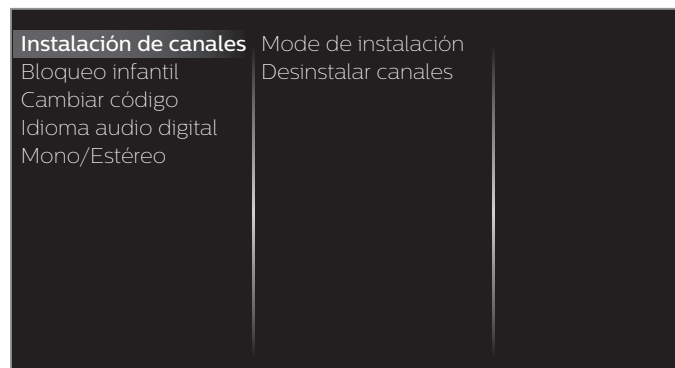 Instalación de canales
Bloqueo infantil
Cambiar código
Idioma audio digital
Mono/Estéreo
Mode de instalación
Desinstalar canales